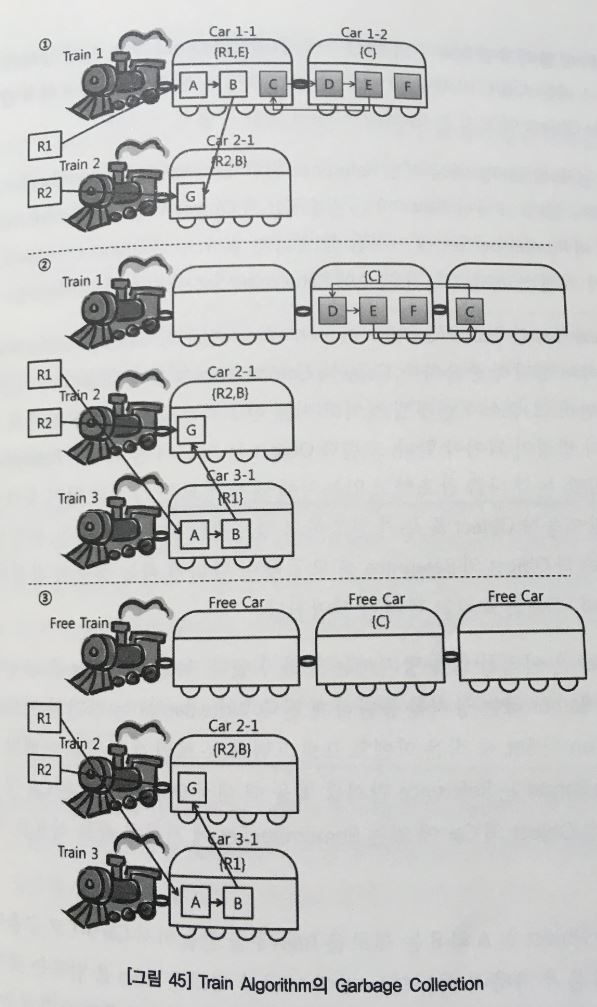 ①
Train 1
Car 1-1
{R1,E}
Car 1-2
{C}
A
B
C
D
E
F
R1
Train 2
R2
Car 2-1
{R2,B}
G
②
Train 1
{C}
D
E
F
C
R1
Train 2
R2
Car 2-1
{R2,B}
G
Car 3-1
{R1}
Train 3
A
B
③
Free Train
Free Car
Free Car
{C}
Free Car
R1
Train 2
R2
Car 2-1
{R2,B}
G
Car 3-1
{R1}
Train 3
A
B
[그림 45] Train Algorithm의 Garbage Collection